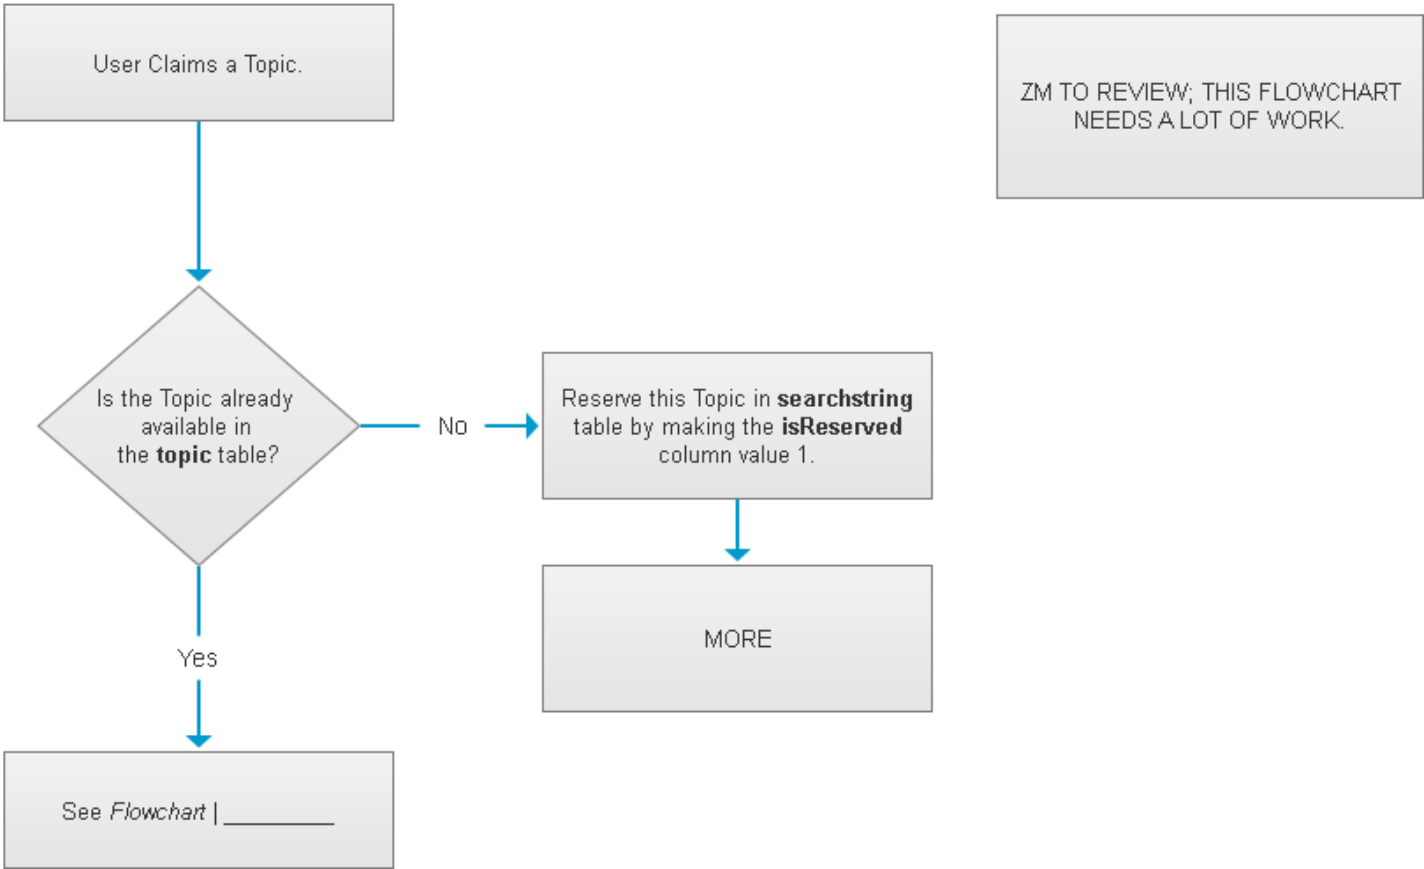 User Claims a Topic.
ZM TO REVIEW; THIS FLOWCHART
NEEDS A LOT OF WORK.
Is the Topic already
available in
the topic table?
No
Reserve this Topic in searchstring
table by making the isReserved
column value 1.
MORE
Yes
See Flowchart | _________